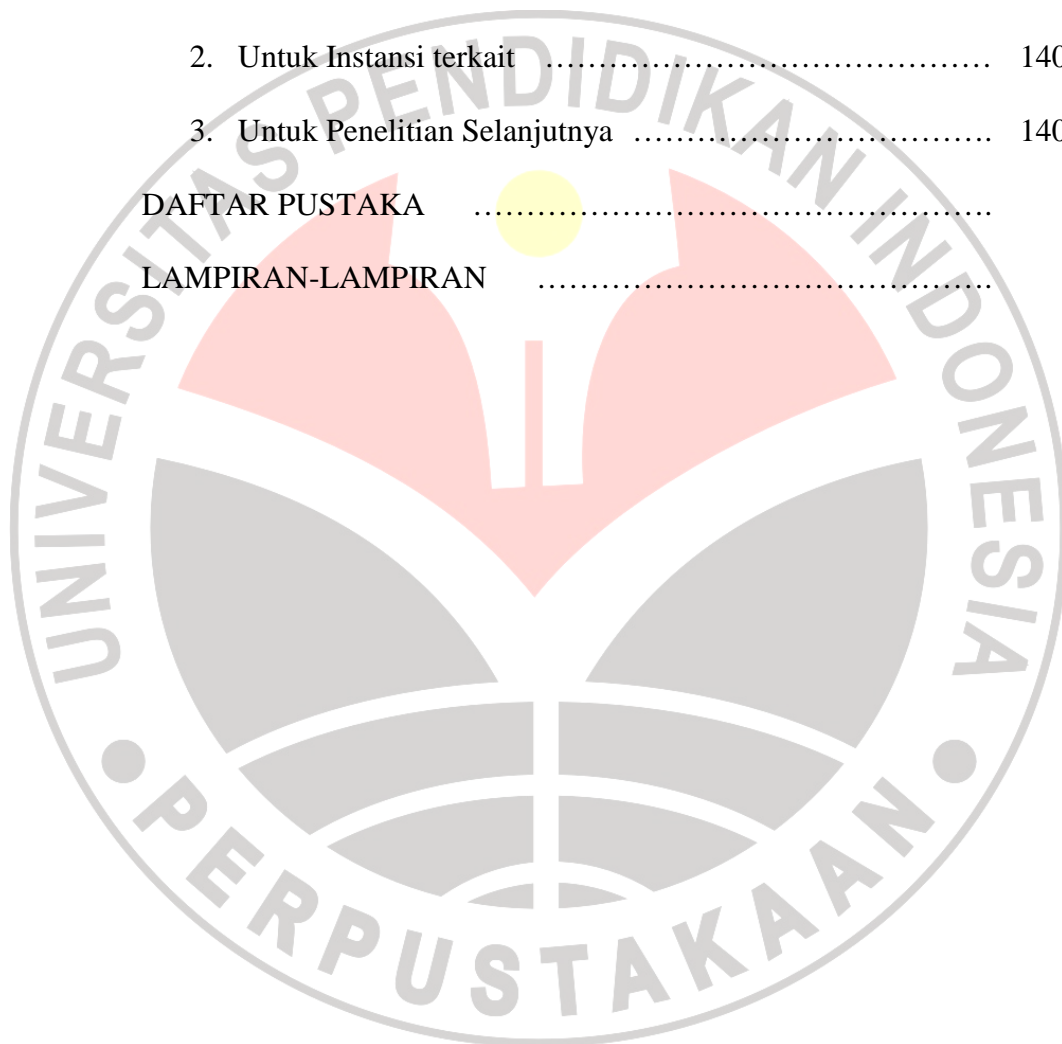 2. Untuk Instansi terkait ………………………………… 140
3. Untuk Penelitian Selanjutnya ………………………… 140
DAFTAR PUSTAKA ………………………………………
LAMPIRAN-LAMPIRAN …………………………………
UNIVERSITAS PENDIDIKAN INDONESIA
PERPUSTAKAAN